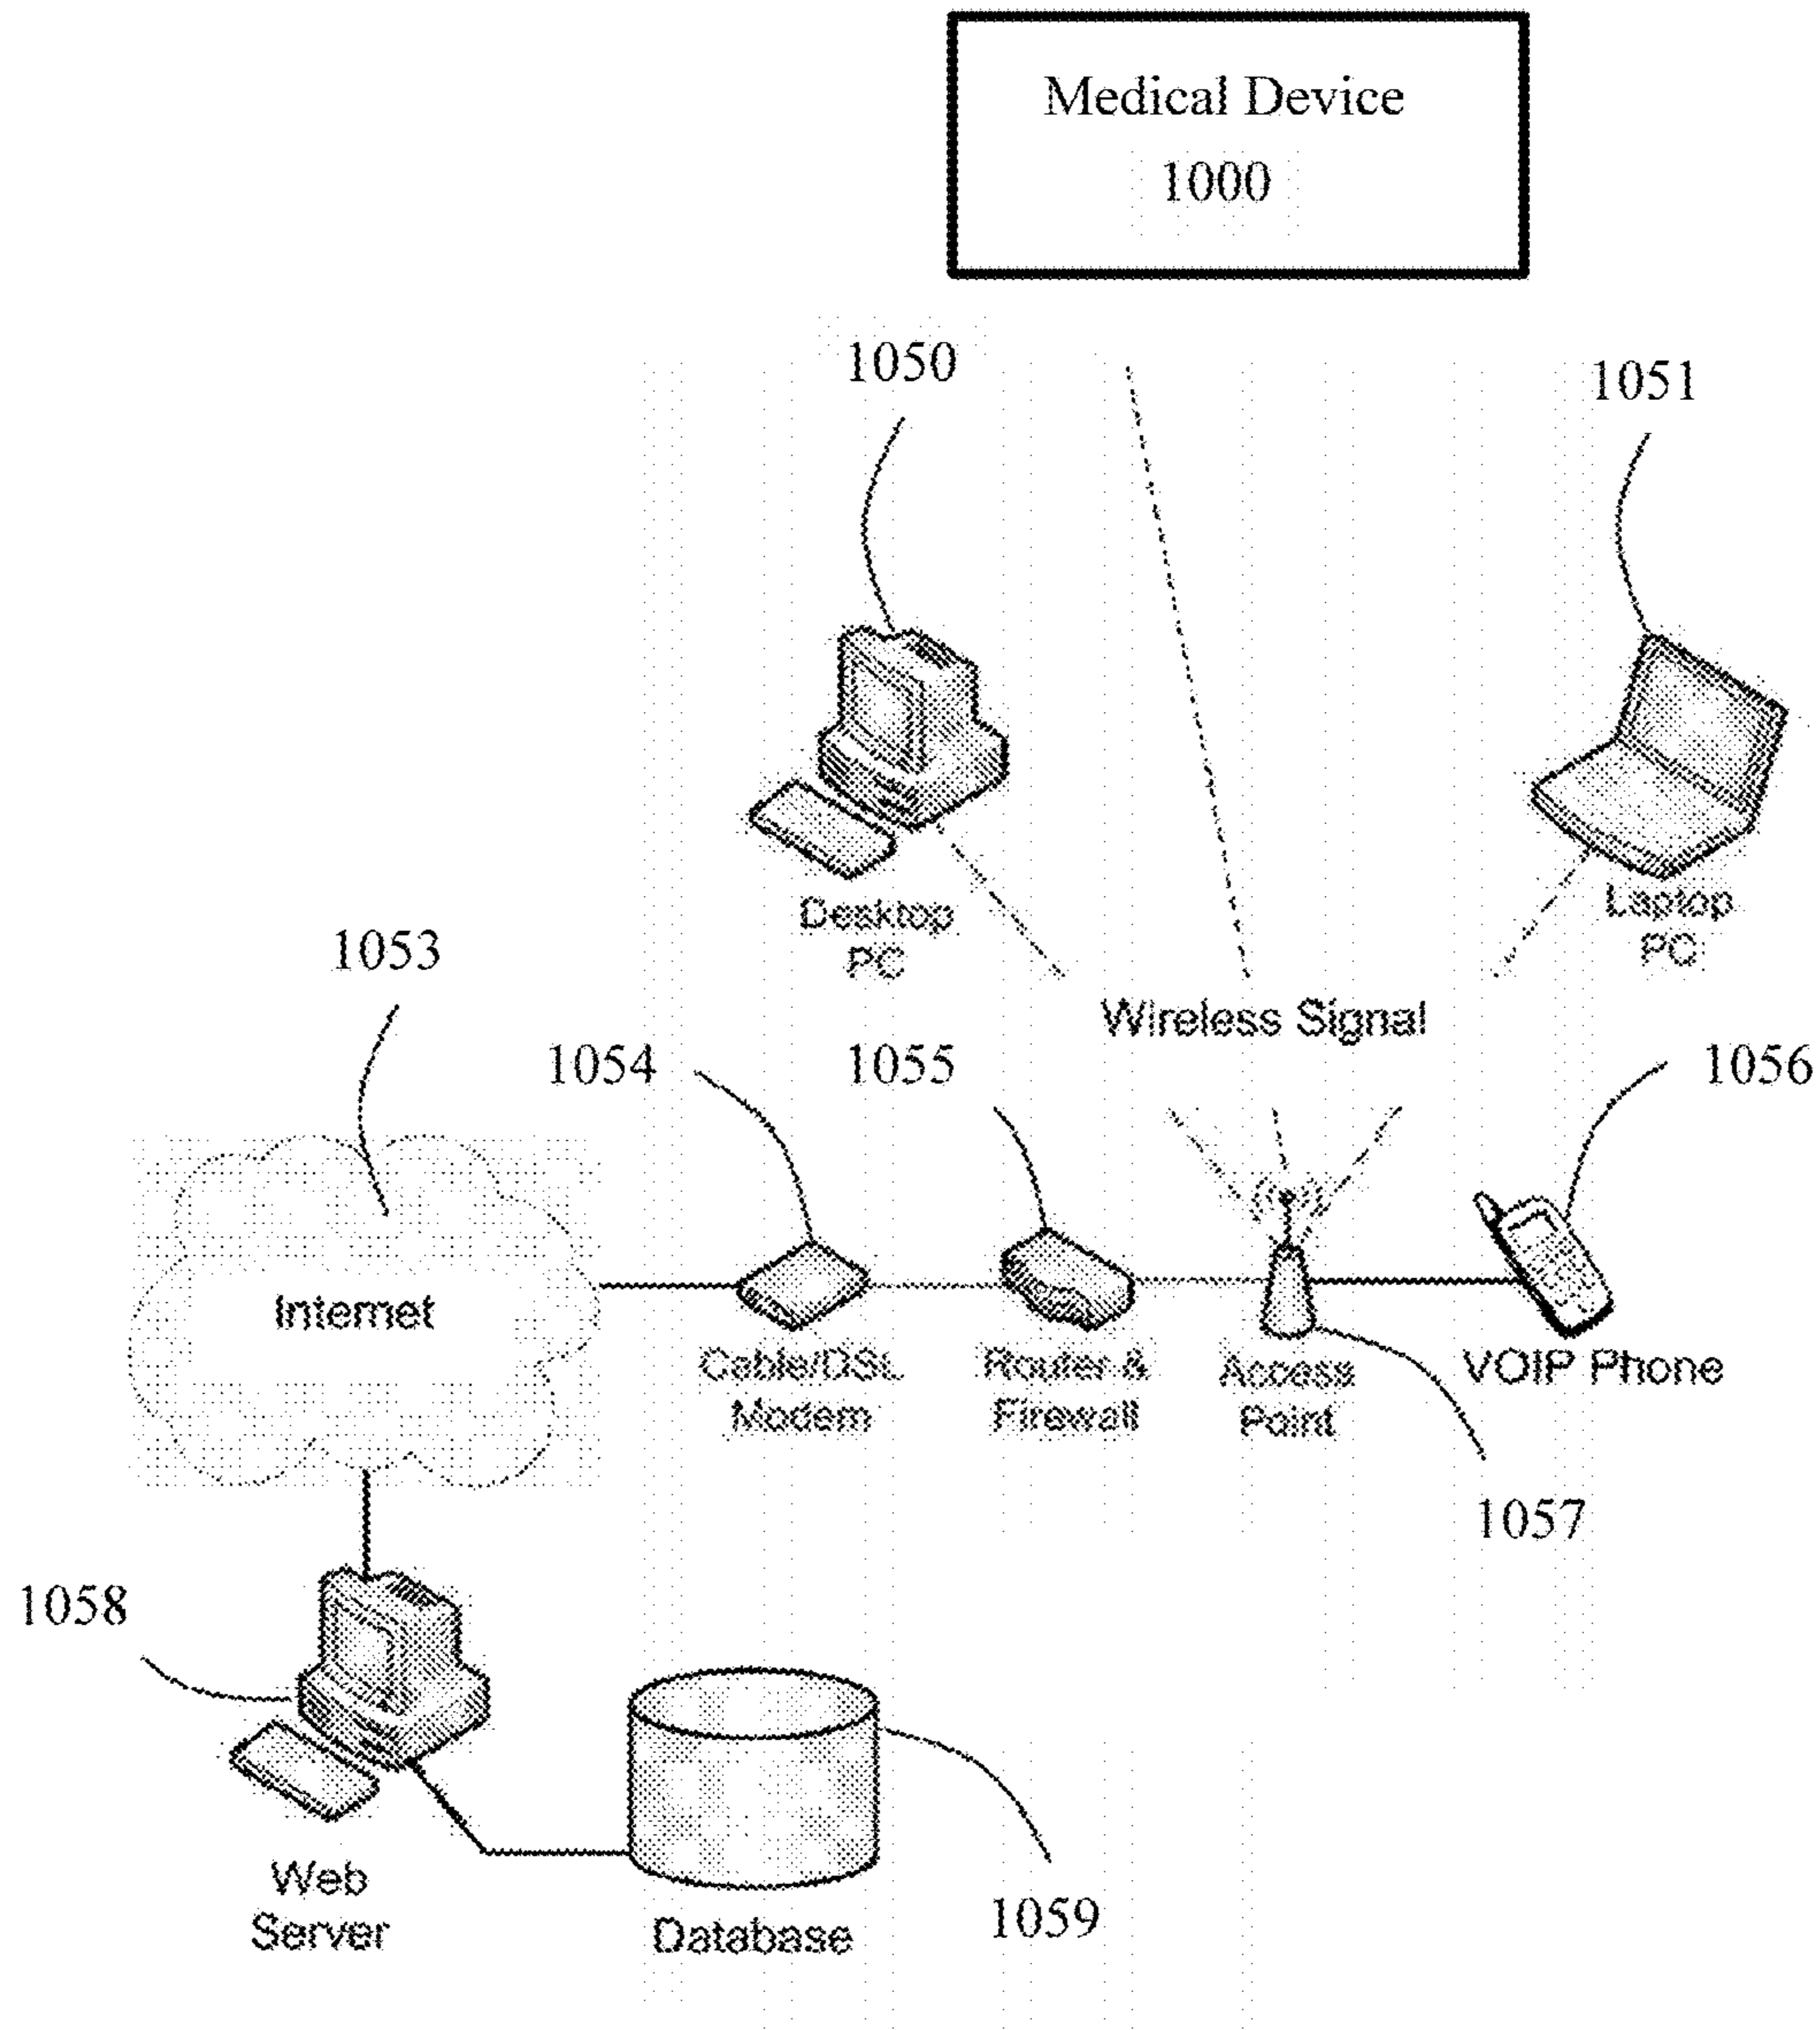 Medical Device
1000
1050
1051
Desktop
PC
Laptop
PC
1053
Wireless Signal
1054
1055
1056
Internet
Cable/DSL
Modem
Router &
Firewall
Access
Point
VOIP Phone
1057
1058
Web
Server
Database
1059